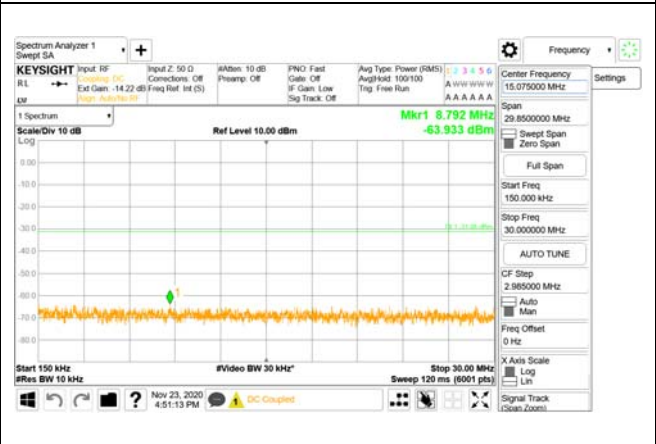 Spectrum Analyzer 1
Swept SA
Frequency
KEYSIGHT
RL
Input: RF
Coupling: DC
Ext Gain: -14.22 dB
Align: Auto/No RF
Input Z: 50 Ω
Corrections: Off
Freq Ref: Int (S)
#Atten: 10 dB
Preamp: Off
PNO: Fast
Gate: Off
IF Gain: Low
Sig Track: Off
Avg Type: Power (RMS)
Avg|Hold: 100/100
Trig: Free Run
1 2 3 4 5 6
A W W W W W
A A A A A A
1 Spectrum
Mkr1 8.792 MHz
Scale/Div 10 dB
Ref Level 10.00 dBm
-63.933 dBm
Log
0.00
-10.0
-20.0
-30.0
-40.0
-50.0
1
-60.0
-70.0
-80.0
Start 150 kHz
#Video BW 30 kHz*
Stop 30.00 MHz
#Res BW 10 kHz
Sweep 120 ms (6001 pts)
Nov 23, 2020
4:51:13 PM
1
DC Coupled
Center Frequency
15.075000 MHz
Settings
Span
29.8500000 MHz
Swept Span
Zero Span
Full Span
Start Freq
150.000 kHz
Stop Freq
30.000000 MHz
AUTO TUNE
CF Step
2.985000 MHz
Auto
Man
Freq Offset
0 Hz
X Axis Scale
Log
Lin
Signal Track
(Span Zoom)